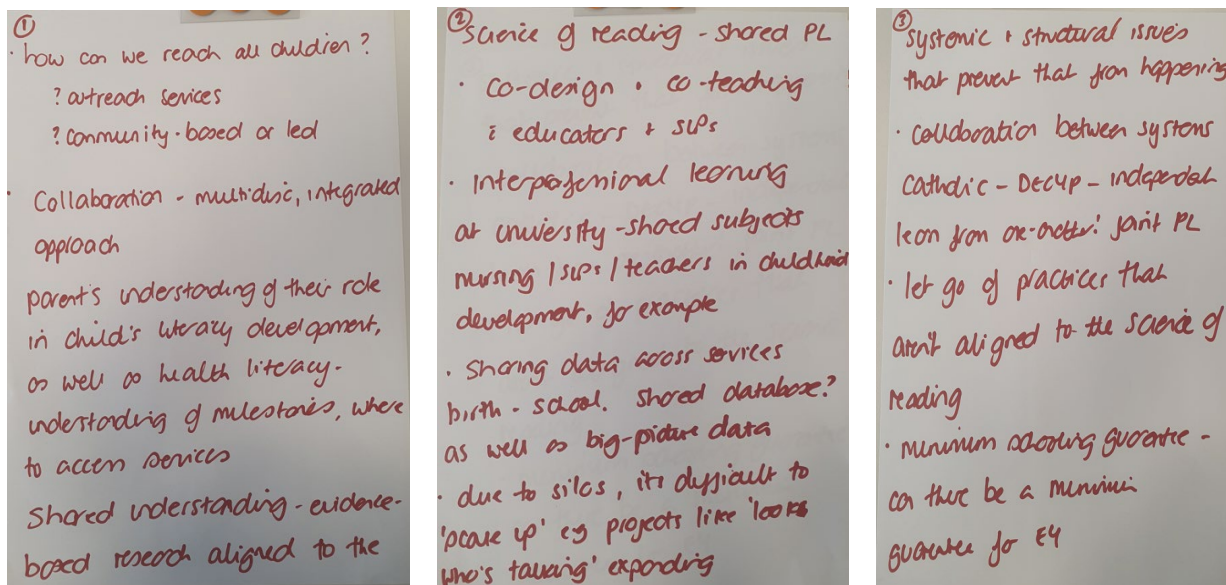 ①
· how can we reach all children?
? outreach services
? community-based or led
· Collaboration - multidisc, integrated
approach
parent's understanding of their role
in child's literacy development,
as well as health literacy -
understanding of milestones, where
to access services
Shared understanding - evidence-
based research aligned to the
②
science of reading - shared PL
· co-design + co-teaching
c̄ educators + SLPs
· Interprofessional learning
at university - shared subjects
nursing / SLPs / teachers in childhood
development, for example
· Sharing data across services
birth - school. Shared database?
as well as big-picture data
· due to silos, it's difficult to
'scale up' eg projects like 'looks
who's talking' expanding
③
systemic + structural issues
that prevent that from happening
· collaboration between systems
Catholic - DECYP - independent
learn from one-another! joint PL
· let go of practices that
aren't aligned to the science of
reading
· minimum schooling guarantee -
can there be a minimum
guarantee for EY